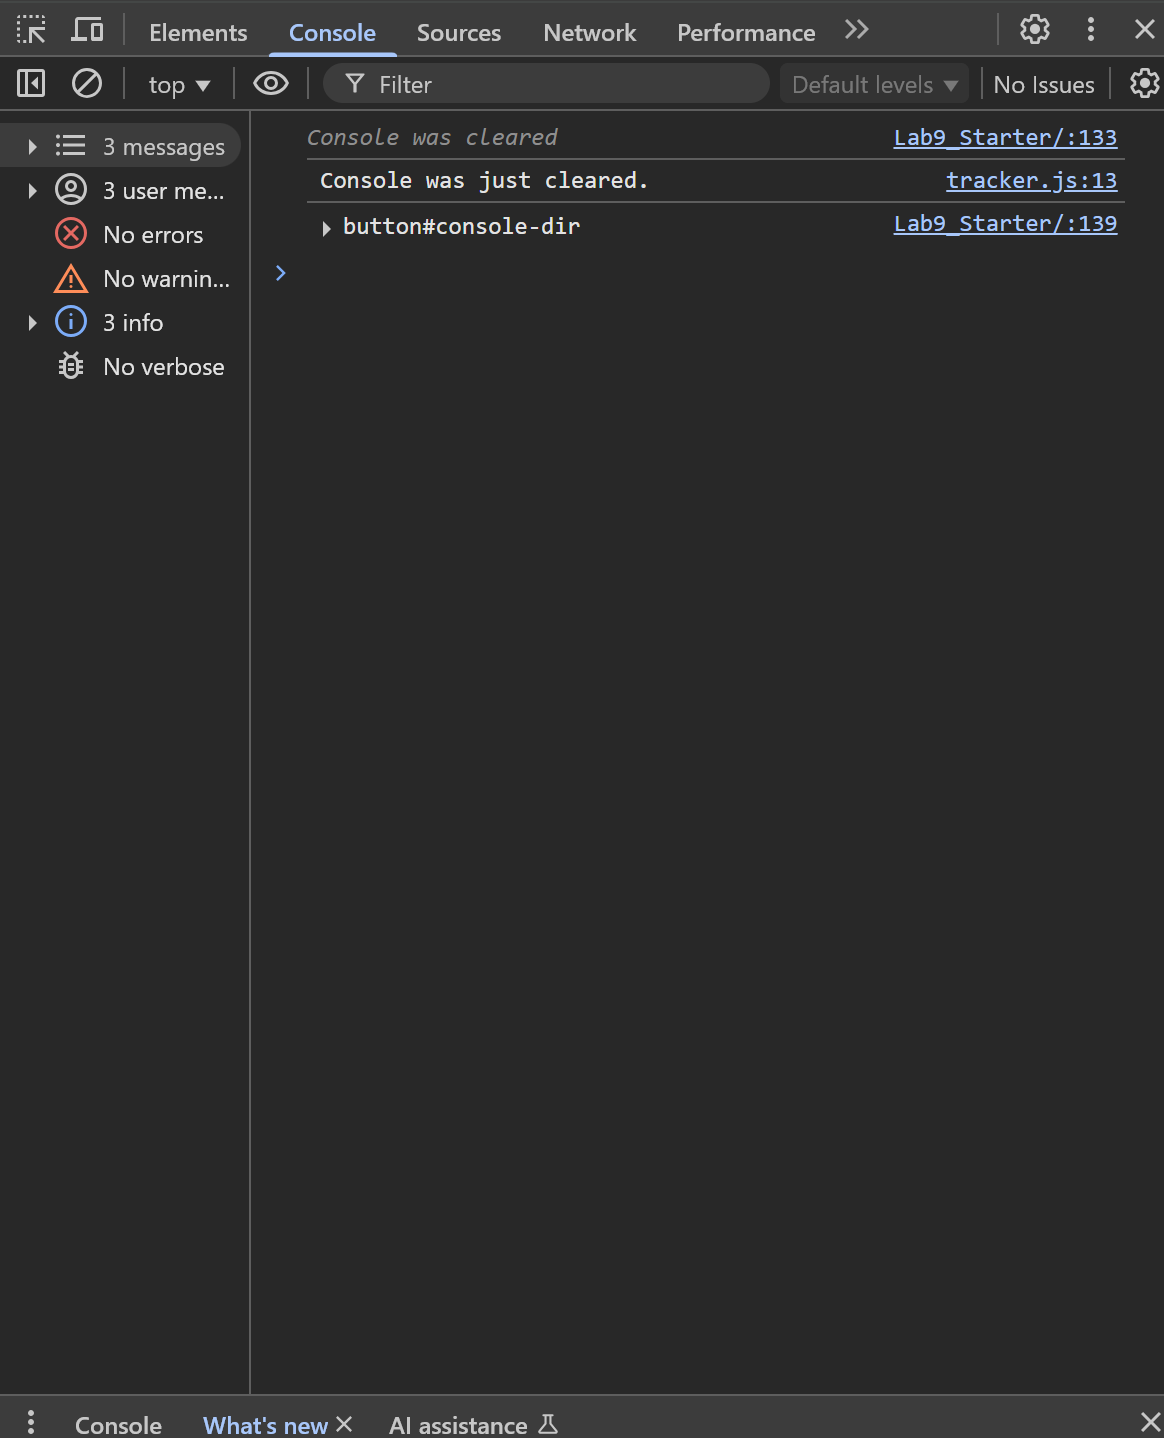 Elements Console Sources Network Performance
top Filter Default levels No Issues
3 messages
3 user me...
No errors
No warnin...
3 info
No verbose
Console was cleared Lab9_Starter/:133
Console was just cleared. tracker.js:13
button#console-dir Lab9_Starter/:139
Console What's new AI assistance